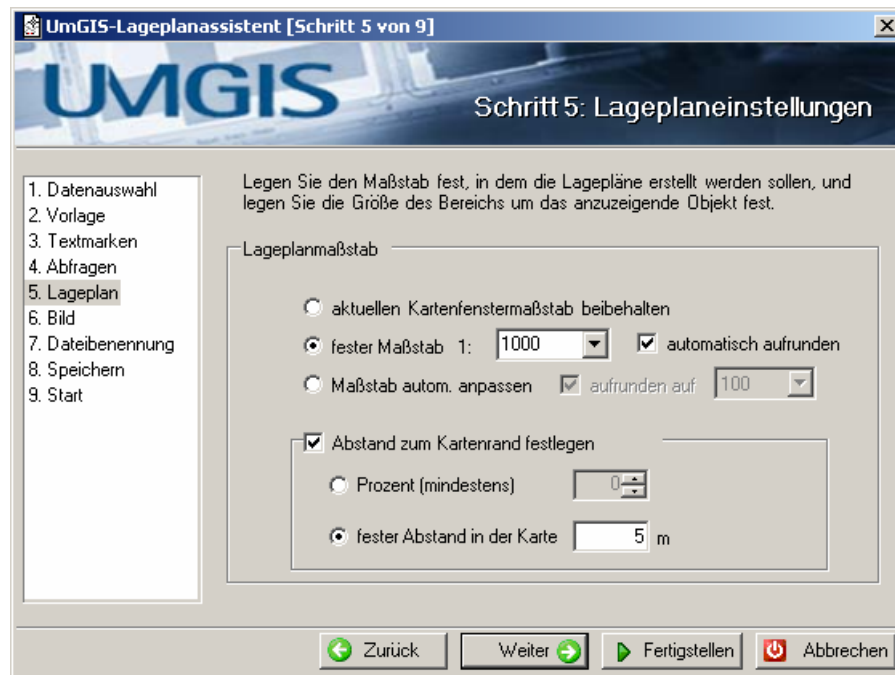 UmGIS-Lageplanassistent [Schritt 5 von 9]
UMGIS
Schritt 5: Lageplaneinstellungen
1. Datenauswahl
2. Vorlage
3. Textmarken
4. Abfragen
5. Lageplan
6. Bild
7. Dateibenennung
8. Speichern
9. Start
Legen Sie den Maßstab fest, in dem die Lagepläne erstellt werden sollen, und
legen Sie die Größe des Bereichs um das anzuzeigende Objekt fest.
Lageplanmaßstab
aktuellen Kartenfenstermaßstab beibehalten
fester Maßstab 1: 1000 automatisch aufrunden
Maßstab autom. anpassen aufrunden auf 100
Abstand zum Kartenrand festlegen
Prozent (mindestens) 0
fester Abstand in der Karte 5 m
Zurück Weiter Fertigstellen Abbrechen